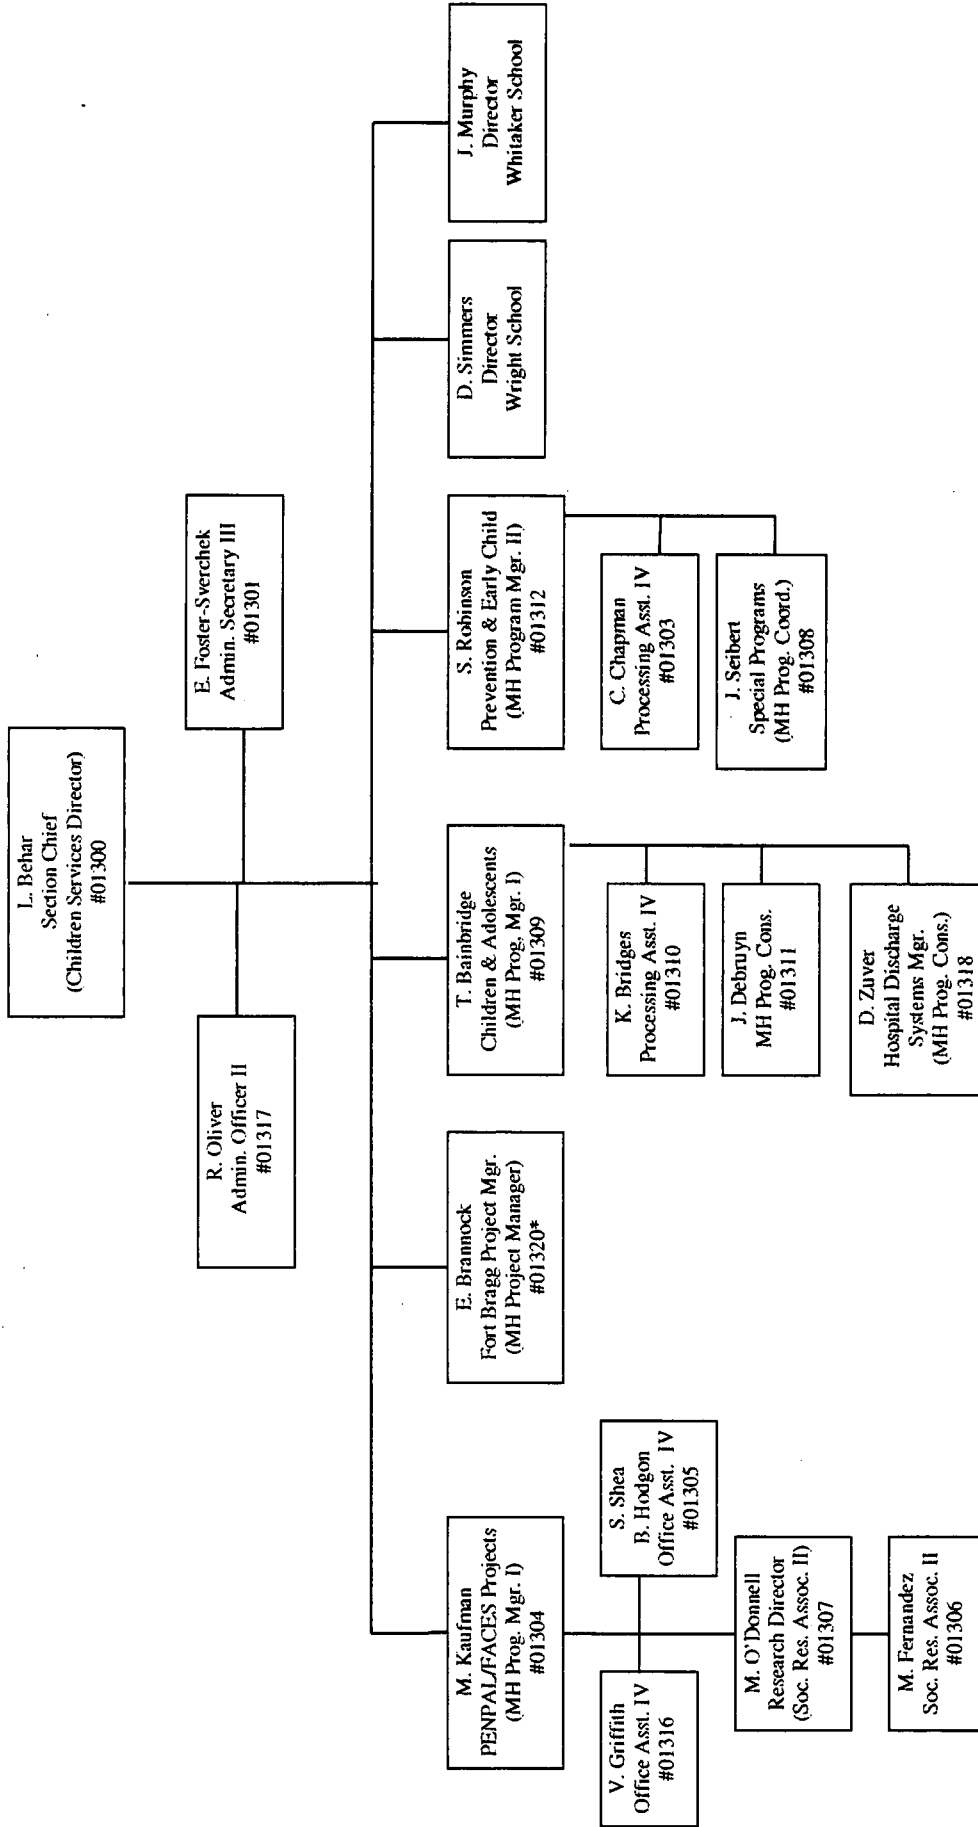 L. Behar
Section Chief
(Children Services Director)
#01300
R. Oliver
Admin. Officer II
#01317
E. Foster-Swerchek
Admin. Secretary III
#01301
M. Kaufman
PENPAL/FACES Projects
(MH Prog. Mgr. I)
#01304
E. Brannock
Fort Bragg Project Mgr.
(MH Project Manager)
#01320*
T. Bainbridge
Children & Adolescents
(MH Prog, Mgr. I)
#01309
S. Robinson
Prevention & Early Child
(MH Program Mgr. II)
#01312
D. Simmers
Director
Wright School
J. Murphy
Director
Whitaker School
V. Griffith
Office Asst. IV
#01316
S. Shea
B. Hodgon
Office Asst. IV
#01305
M. O'Donnell
Research Director
(Soc. Res. Assoc. II)
#01307
M. Fernandez
Soc. Res. Assoc. II
#01306
K. Bridges
Processing Asst. IV
#01310
J. Debruyn
MH Prog. Cons.
#01311
D. Zuver
Hospital Discharge
Systems Mgr.
(MH Prog. Cons.)
#01318
C. Chapman
Processing Asst. IV
#01303
J. Seibert
Special Programs
(MH Prog. Coord.)
#01308